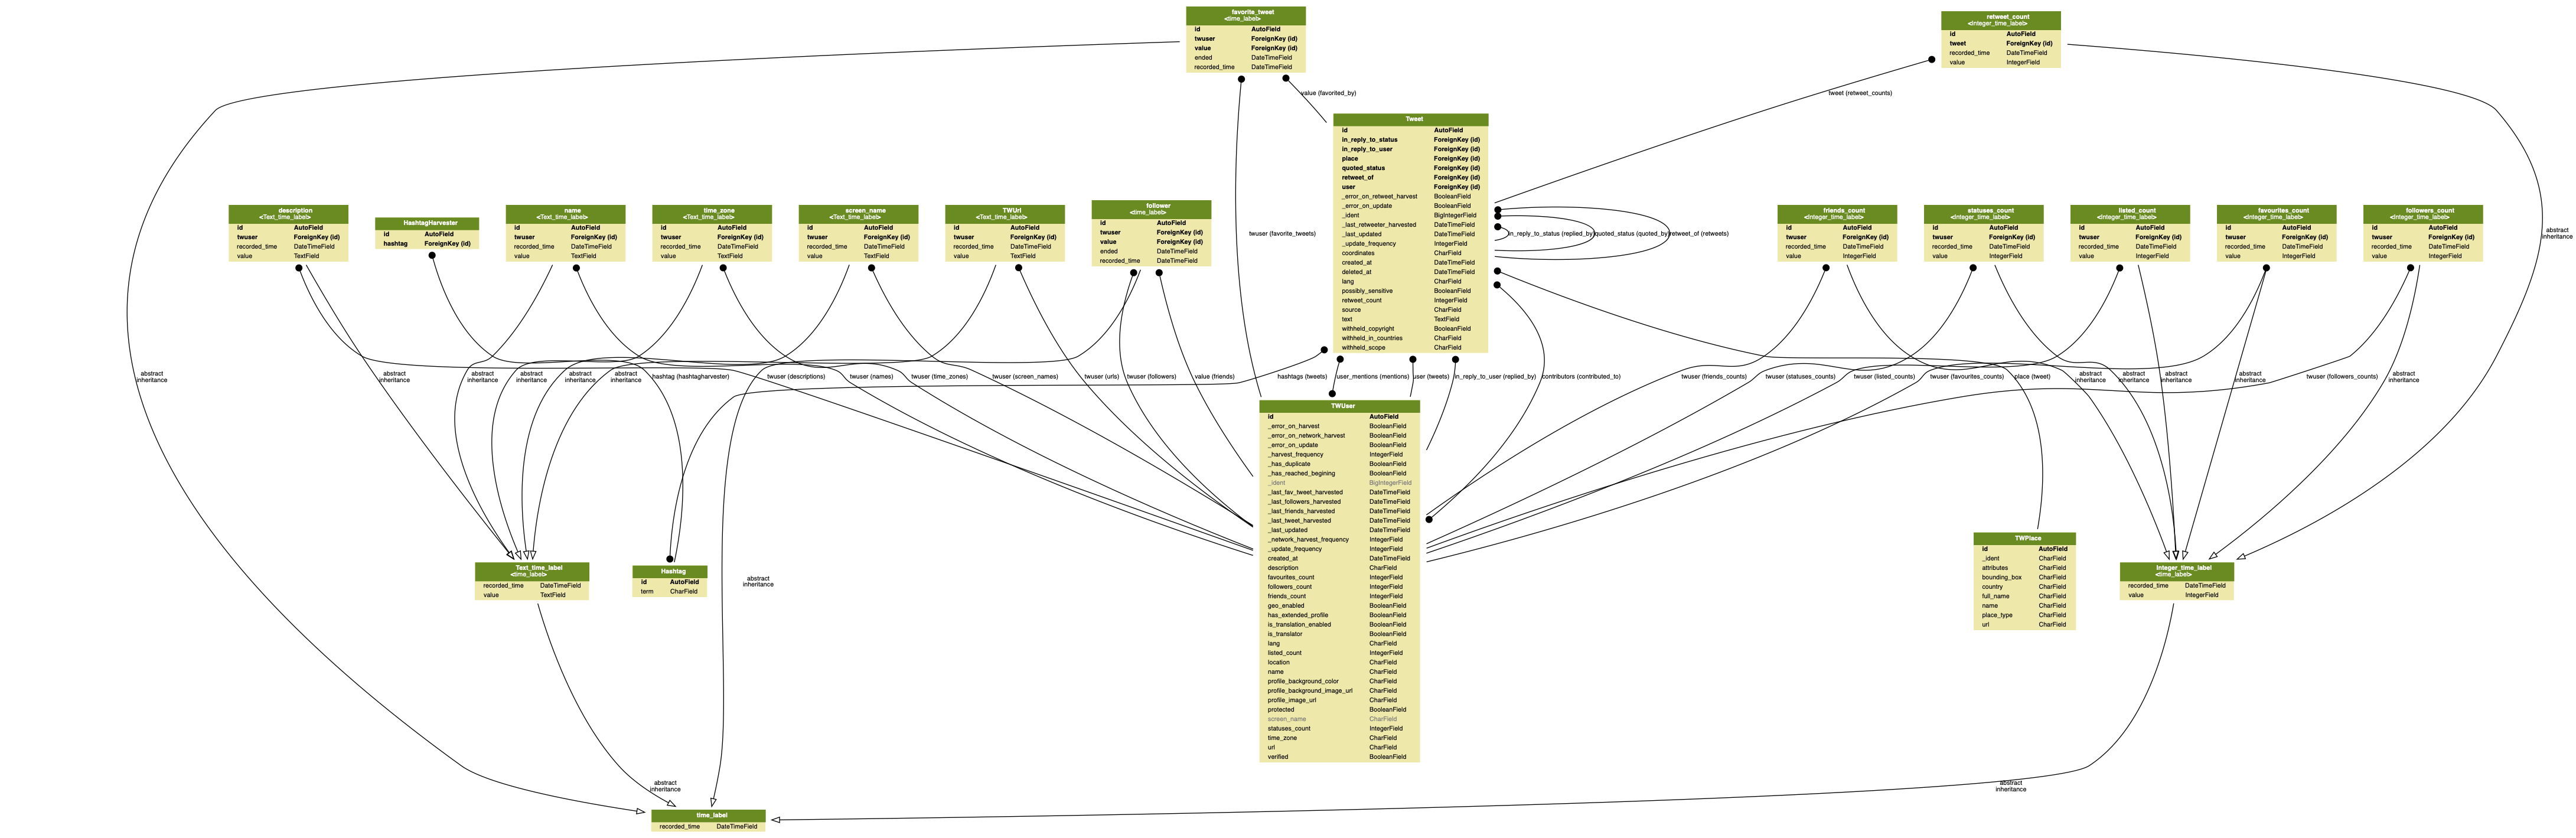 favorite_tweet
<time_label>
id AutoField
twuser ForeignKey (id)
value ForeignKey (id)
ended DateTimeField
recorded_time DateTimeField
retweet_count
<Integer_time_label>
id AutoField
tweet ForeignKey (id)
recorded_time DateTimeField
value IntegerField
value (favorited_by)
tweet (retweet_counts)
Tweet
id AutoField
in_reply_to_status ForeignKey (id)
in_reply_to_user ForeignKey (id)
place ForeignKey (id)
quoted_status ForeignKey (id)
retweet_of ForeignKey (id)
user ForeignKey (id)
_error_on_retweet_harvest BooleanField
_error_on_update BooleanField
_ident BigIntegerField
_last_retweeter_harvested DateTimeField
_last_updated DateTimeField
_update_frequency IntegerField
coordinates CharField
created_at DateTimeField
deleted_at DateTimeField
lang CharField
possibly_sensitive BooleanField
retweet_count IntegerField
source CharField
text TextField
withheld_copyright BooleanField
withheld_in_countries CharField
withheld_scope CharField
description
<Text_time_label>
id AutoField
twuser ForeignKey (id)
recorded_time DateTimeField
value TextField
HashtagHarvester
id AutoField
hashtag ForeignKey (id)
name
<Text_time_label>
id AutoField
twuser ForeignKey (id)
recorded_time DateTimeField
value TextField
time_zone
<Text_time_label>
id AutoField
twuser ForeignKey (id)
recorded_time DateTimeField
value TextField
screen_name
<Text_time_label>
id AutoField
twuser ForeignKey (id)
recorded_time DateTimeField
value TextField
TWUrl
<Text_time_label>
id AutoField
twuser ForeignKey (id)
recorded_time DateTimeField
value TextField
follower
<time_label>
id AutoField
twuser ForeignKey (id)
value ForeignKey (id)
ended DateTimeField
recorded_time DateTimeField
twuser (favorite_tweets)
in_reply_to_status (replied_by)
quoted_status (quoted_by)
retweet_of (retweets)
friends_count
<Integer_time_label>
id AutoField
twuser ForeignKey (id)
recorded_time DateTimeField
value IntegerField
statuses_count
<Integer_time_label>
id AutoField
twuser ForeignKey (id)
recorded_time DateTimeField
value IntegerField
listed_count
<Integer_time_label>
id AutoField
twuser ForeignKey (id)
recorded_time DateTimeField
value IntegerField
favourites_count
<Integer_time_label>
id AutoField
twuser ForeignKey (id)
recorded_time DateTimeField
value IntegerField
followers_count
<Integer_time_label>
id AutoField
twuser ForeignKey (id)
recorded_time DateTimeField
value IntegerField
abstract
inheritance
abstract
inheritance
abstract
inheritance
abstract
inheritance
abstract
inheritance
abstract
inheritance
abstract
inheritance
hashtag (hashtagharvester)
twuser (descriptions)
twuser (names)
twuser (time_zones)
twuser (screen_names)
twuser (urls)
twuser (followers)
value (friends)
hashtags (tweets)
user_mentions (mentions)
user (tweets)
in_reply_to_user (replied_by)
contributors (contributed_to)
twuser (friends_counts)
twuser (statuses_counts)
twuser (listed_counts)
twuser (favourites_counts)
place (tweet)
abstract
inheritance
abstract
inheritance
abstract
inheritance
abstract
inheritance
twuser (followers_counts)
abstract
inheritance
TWUser
id AutoField
_error_on_harvest BooleanField
_error_on_network_harvest BooleanField
_error_on_update BooleanField
_harvest_frequency IntegerField
_has_duplicate BooleanField
_has_reached_begining BooleanField
_ident BigIntegerField
_last_fav_tweet_harvested DateTimeField
_last_followers_harvested DateTimeField
_last_friends_harvested DateTimeField
_last_tweet_harvested DateTimeField
_last_updated DateTimeField
_network_harvest_frequency IntegerField
_update_frequency IntegerField
created_at DateTimeField
description CharField
favourites_count IntegerField
followers_count IntegerField
friends_count IntegerField
geo_enabled BooleanField
has_extended_profile BooleanField
is_translation_enabled BooleanField
is_translator BooleanField
lang CharField
listed_count IntegerField
location CharField
name CharField
profile_background_color CharField
profile_background_image_url CharField
profile_image_url CharField
protected BooleanField
screen_name CharField
statuses_count IntegerField
time_zone CharField
url CharField
verified BooleanField
Text_time_label
<time_label>
recorded_time DateTimeField
value TextField
Hashtag
id AutoField
term CharField
abstract
inheritance
TWPlace
id AutoField
_ident CharField
attributes CharField
bounding_box CharField
country CharField
full_name CharField
name CharField
place_type CharField
url CharField
Integer_time_label
<time_label>
recorded_time DateTimeField
value IntegerField
abstract
inheritance
abstract
inheritance
time_label
recorded_time DateTimeField